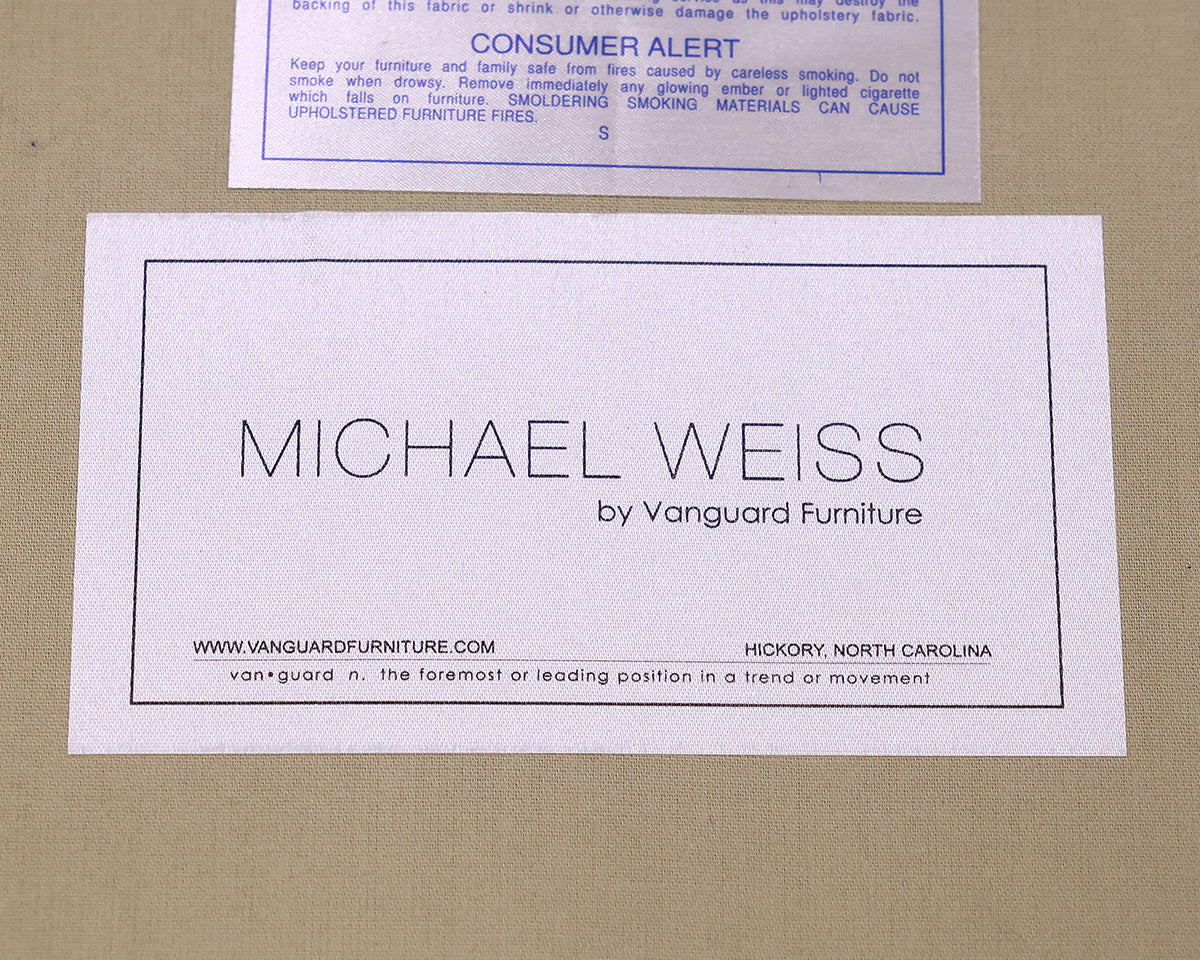 backing of this fabric or shrink or otherwise damage the upholstery fabric.
CONSUMER ALERT
Keep your furniture and family safe from fires caused by careless smoking. Do not
smoke when drowsy. Remove immediately any glowing ember or lighted cigarette
which falls on furniture. SMOLDERING SMOKING MATERIALS CAN CAUSE
UPHOLSTERED FURNITURE FIRES.
S
MICHAEL WEISS
by Vanguard Furniture
WWW.VANGUARDFURNITURE.COM HICKORY, NORTH CAROLINA
van•guard n. the foremost or leading position in a trend or movement